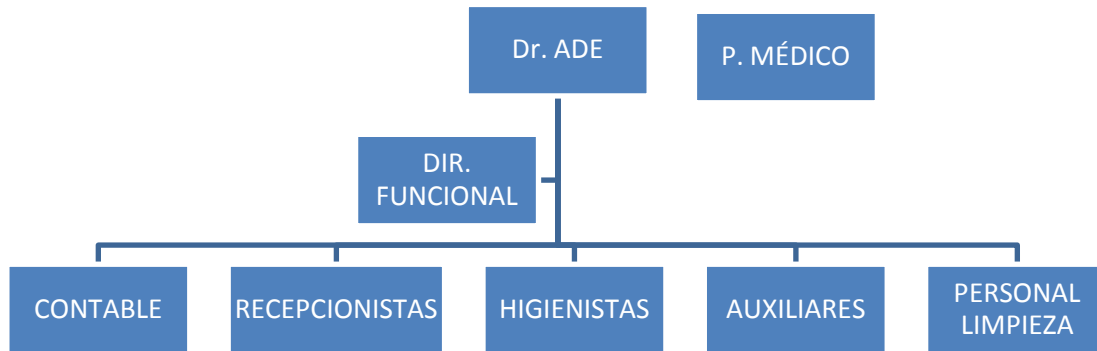 Dr. ADE
P. MÉDICO
DIR.
FUNCIONAL
CONTABLE
RECEPCIONISTAS
HIGIENISTAS
AUXILIARES
PERSONAL
LIMPIEZA